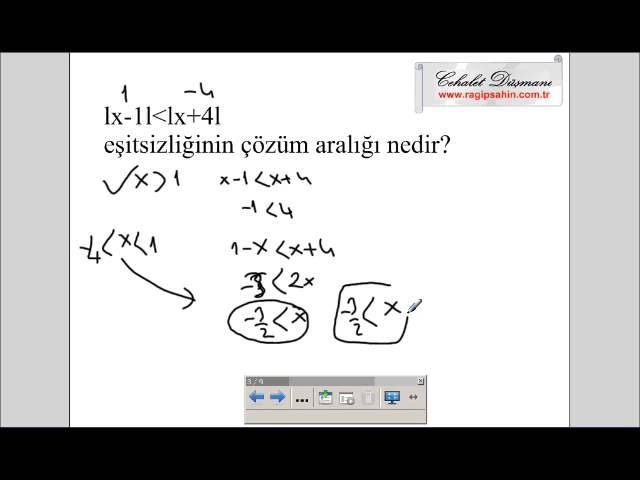 Cehalet Düşmanı
www.ragipsahin.com.tr
1 -4
lx-1l<lx+4l
eşitsizliğinin çözüm aralığı nedir?
√x>1 x-1<x+4
-1<4
-4<x<1 1-x<x+4
-3<2x
-3/2<x -3/2<x
3 / 9